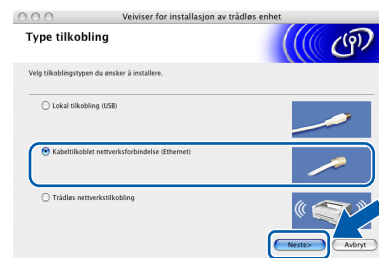 Veiviser for installasjon av trådløs enhet
Type tilkobling
Velg tilkoblingstypen du ønsker å installere.
Lokal tilkobling (USB)
Kabeltilkoblet nettverksforbindelse (Ethernet)
Trådløs nettverkstilkobling
Neste>
Avbryt